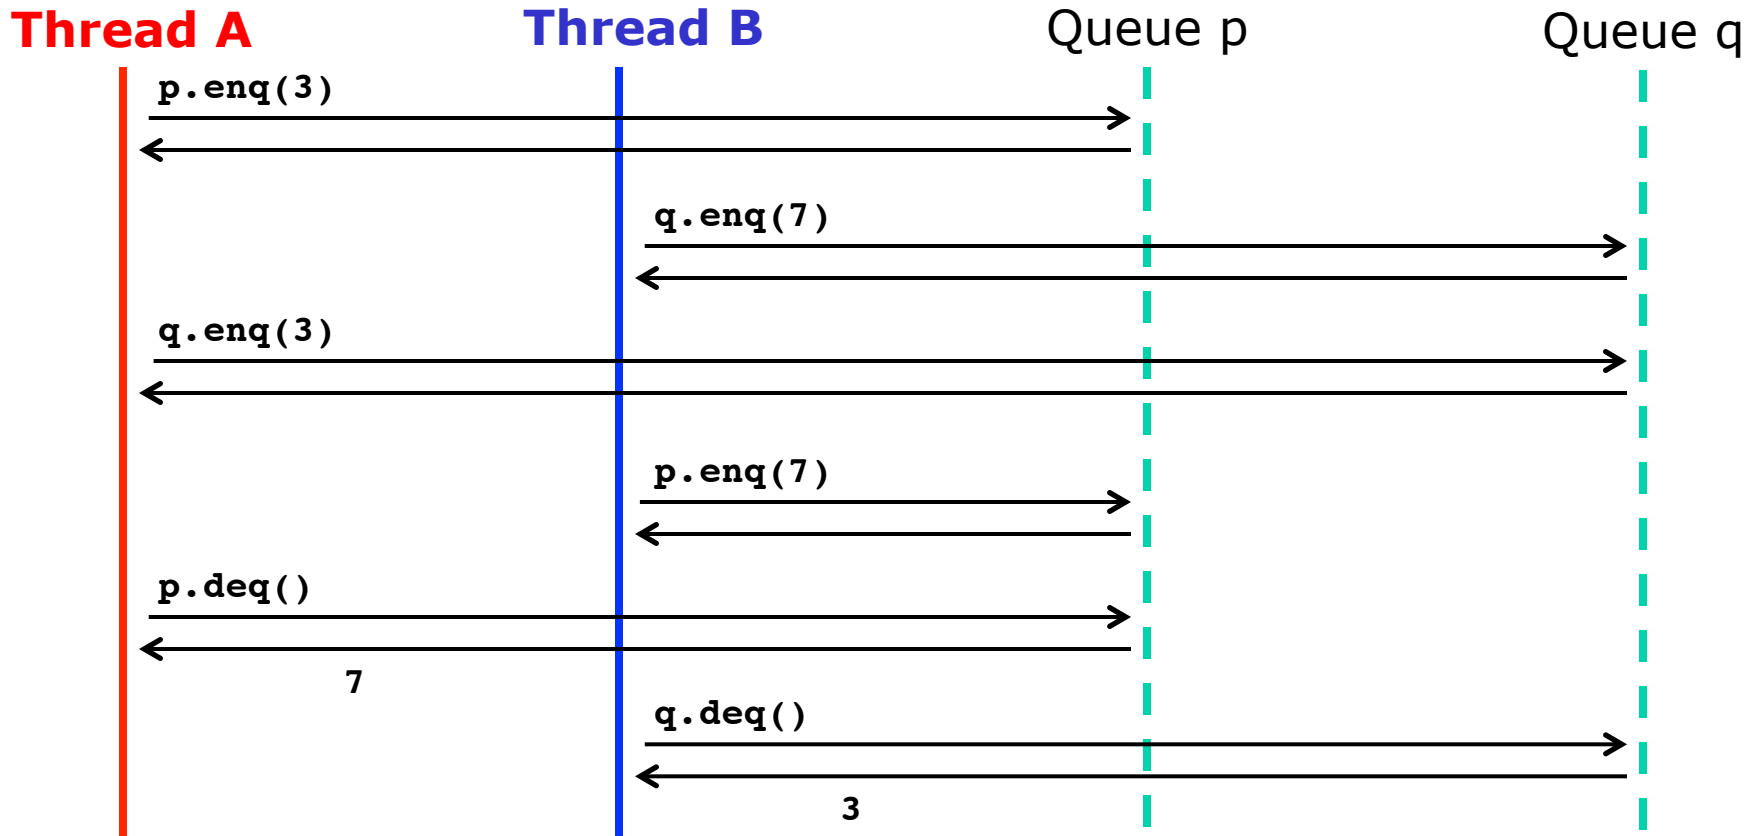 Thread A
Thread B
Queue p
Queue q
p.enq(3)
q.enq(7)
q.enq(3)
p.enq(7)
p.deq()
7
q.deq()
3